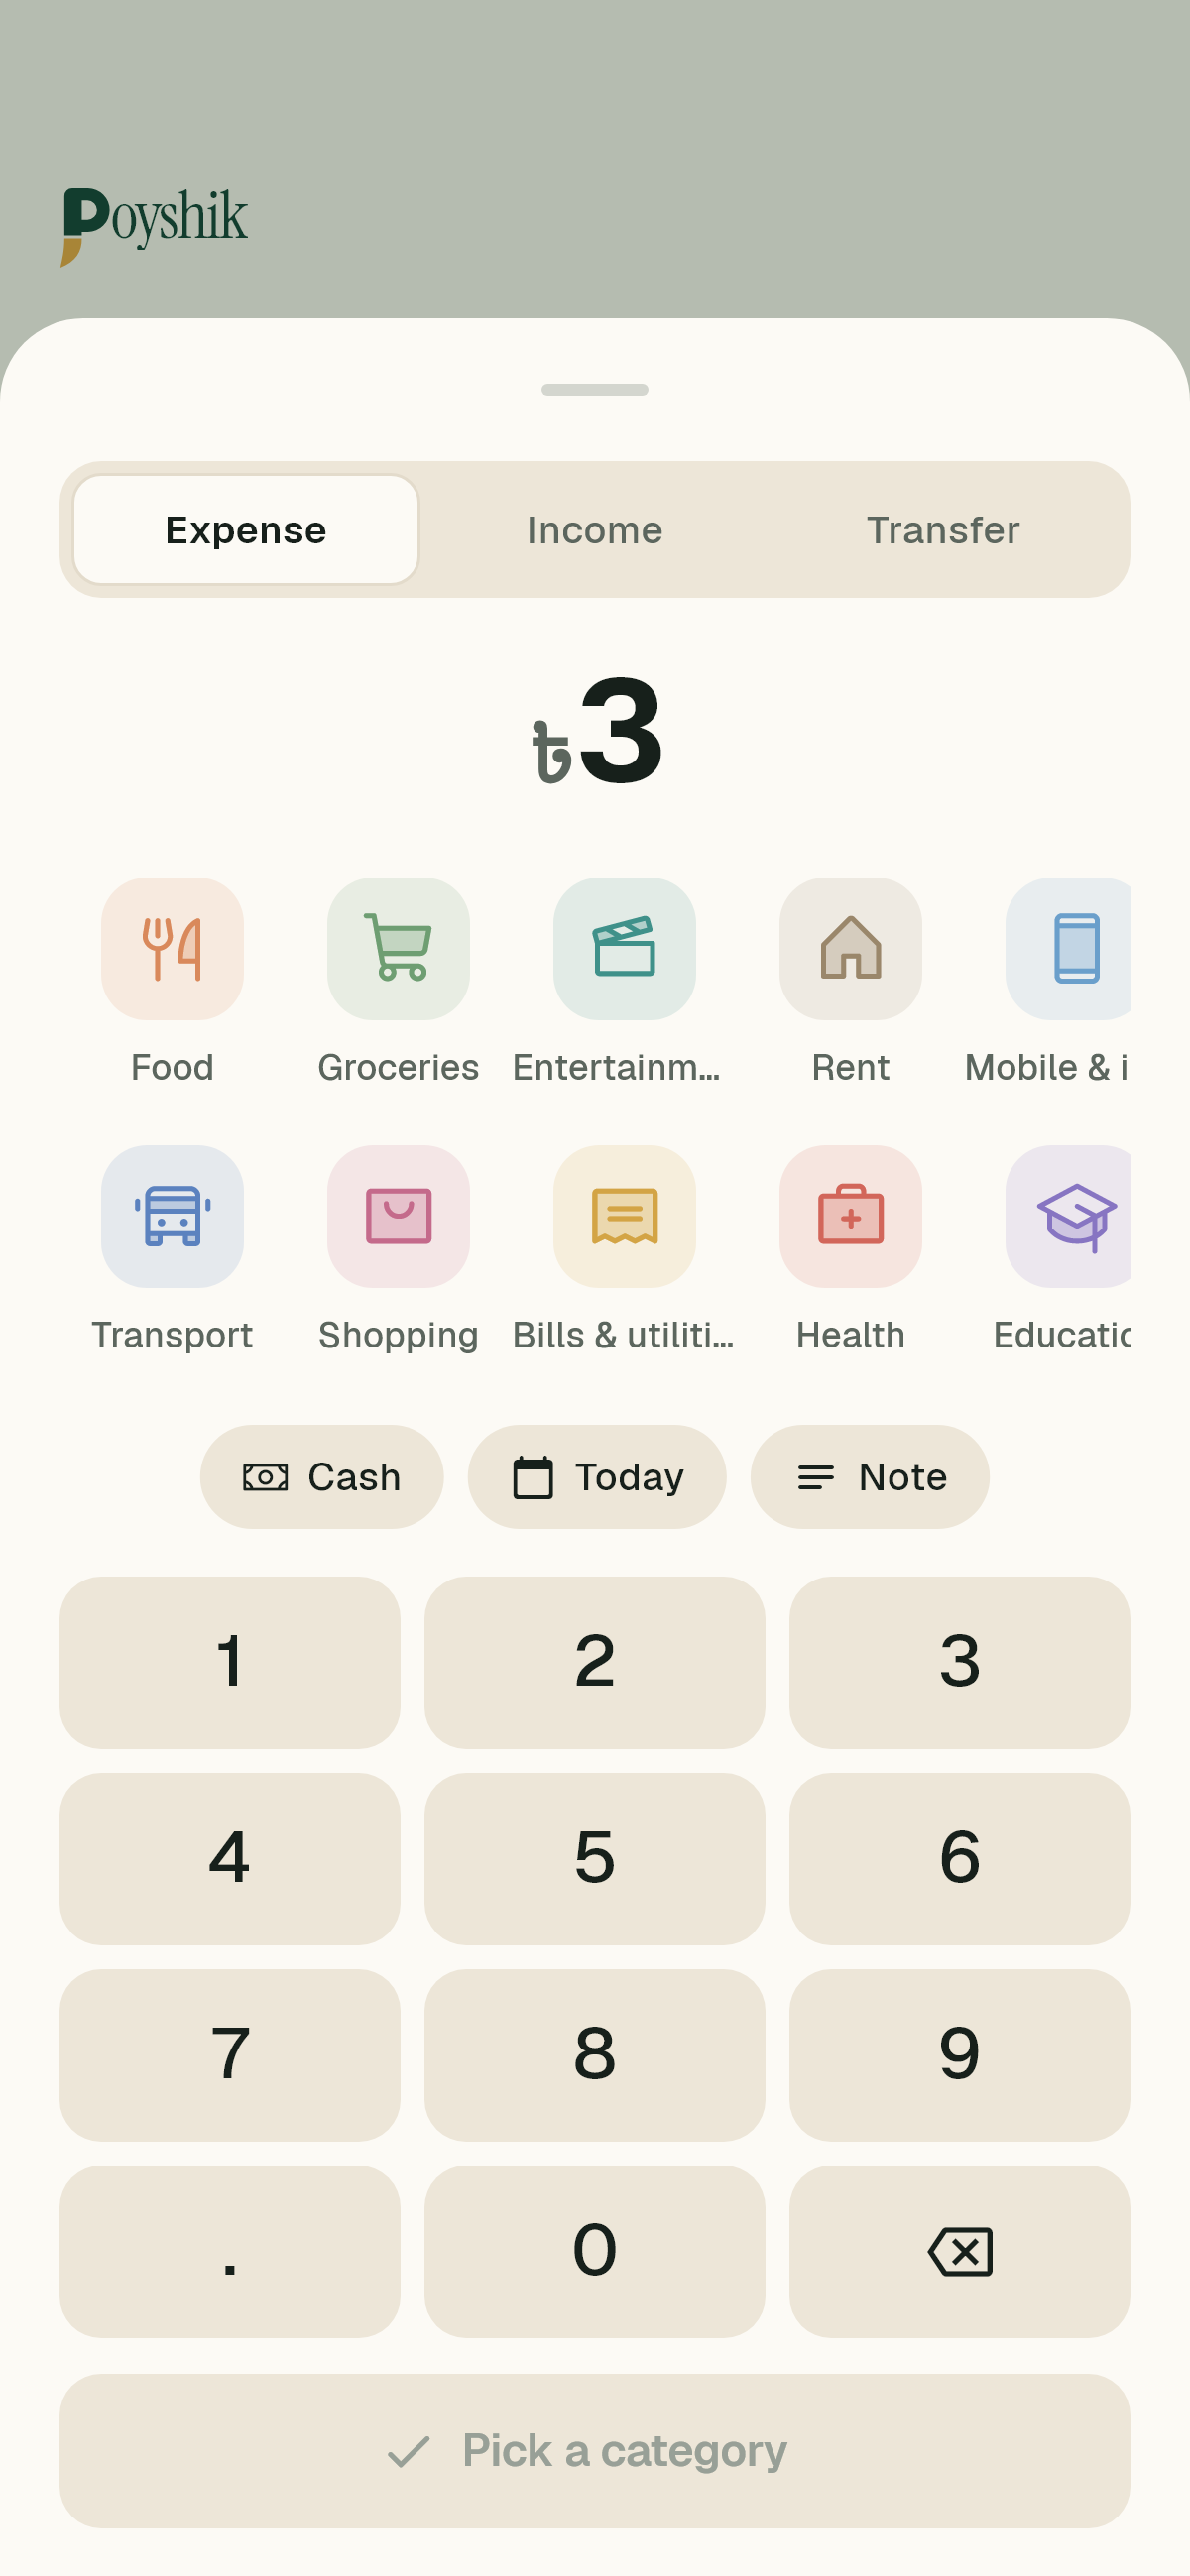 Poyshik
Expense Income Transfer
৳3
Food Groceries Entertainm... Rent Mobile & i
Transport Shopping Bills & utiliti... Health Educatio
Cash Today Note
1 2 3
4 5 6
7 8 9
. 0
Pick a category